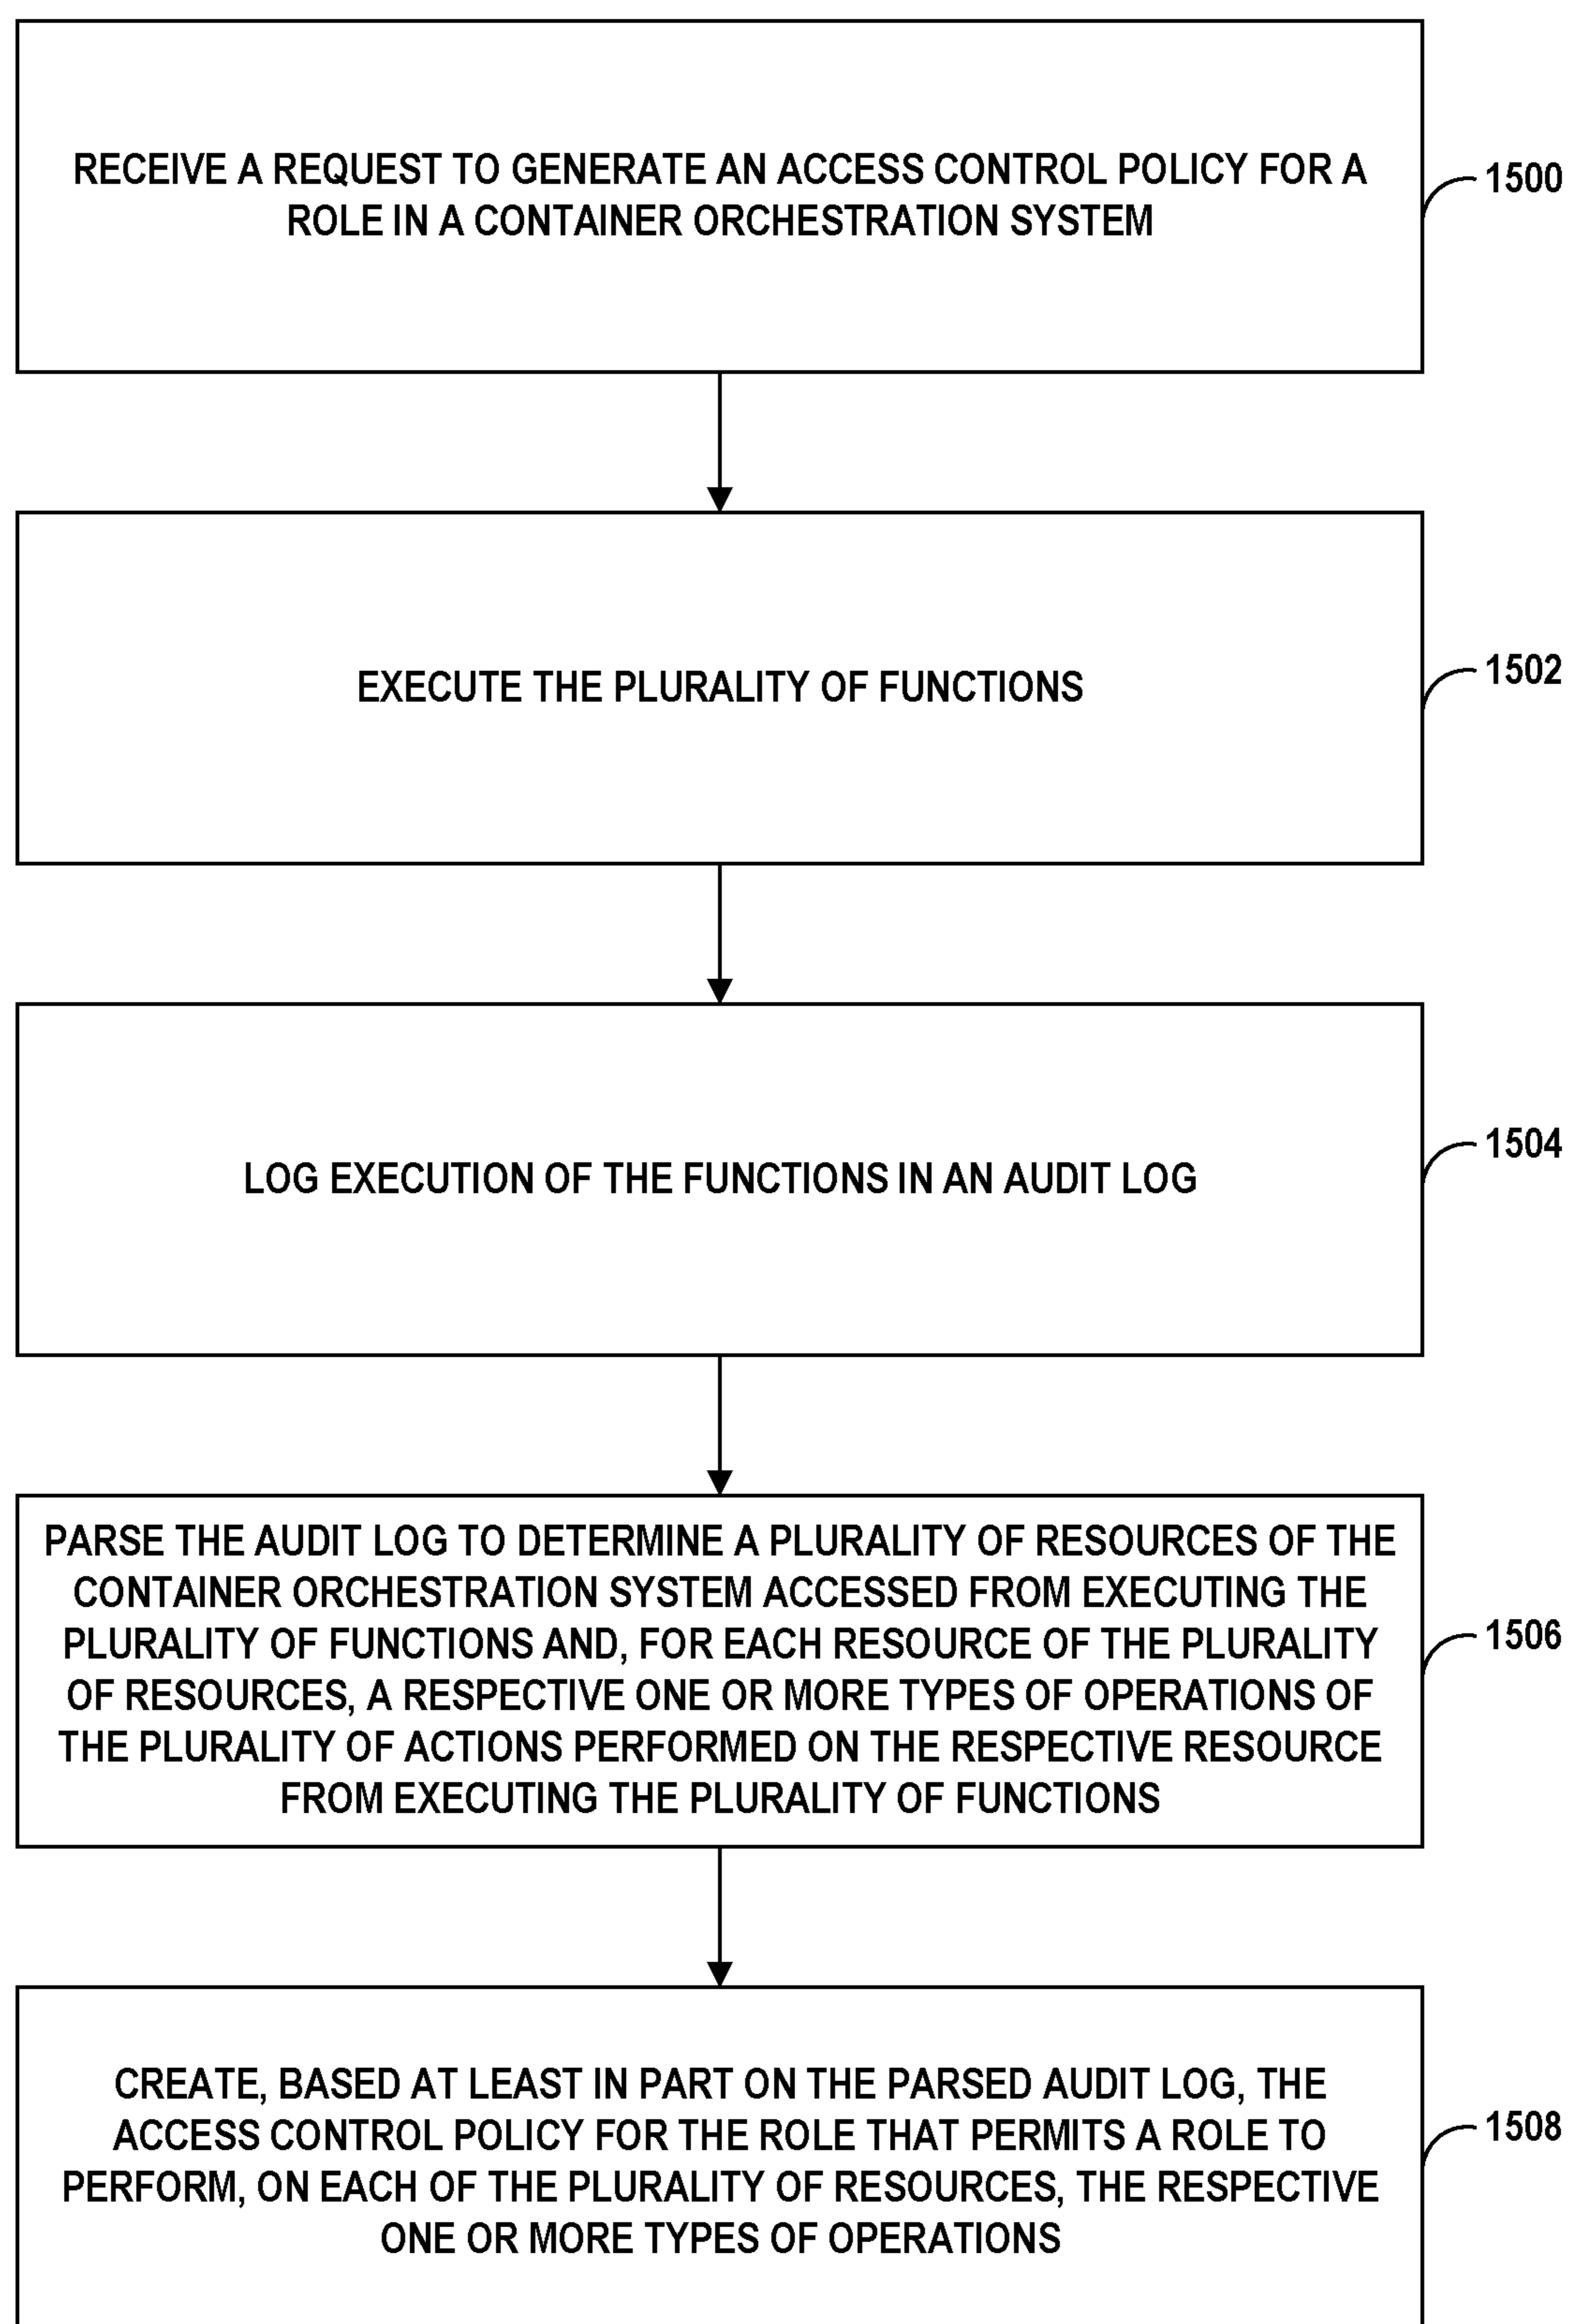 RECEIVE A REQUEST TO GENERATE AN ACCESS CONTROL POLICY FOR A
ROLE IN A CONTAINER ORCHESTRATION SYSTEM
1500
EXECUTE THE PLURALITY OF FUNCTIONS
1502
LOG EXECUTION OF THE FUNCTIONS IN AN AUDIT LOG
1504
PARSE THE AUDIT LOG TO DETERMINE A PLURALITY OF RESOURCES OF THE
CONTAINER ORCHESTRATION SYSTEM ACCESSED FROM EXECUTING THE
PLURALITY OF FUNCTIONS AND, FOR EACH RESOURCE OF THE PLURALITY
OF RESOURCES, A RESPECTIVE ONE OR MORE TYPES OF OPERATIONS OF
THE PLURALITY OF ACTIONS PERFORMED ON THE RESPECTIVE RESOURCE
FROM EXECUTING THE PLURALITY OF FUNCTIONS
1506
CREATE, BASED AT LEAST IN PART ON THE PARSED AUDIT LOG, THE
ACCESS CONTROL POLICY FOR THE ROLE THAT PERMITS A ROLE TO
PERFORM, ON EACH OF THE PLURALITY OF RESOURCES, THE RESPECTIVE
ONE OR MORE TYPES OF OPERATIONS
1508